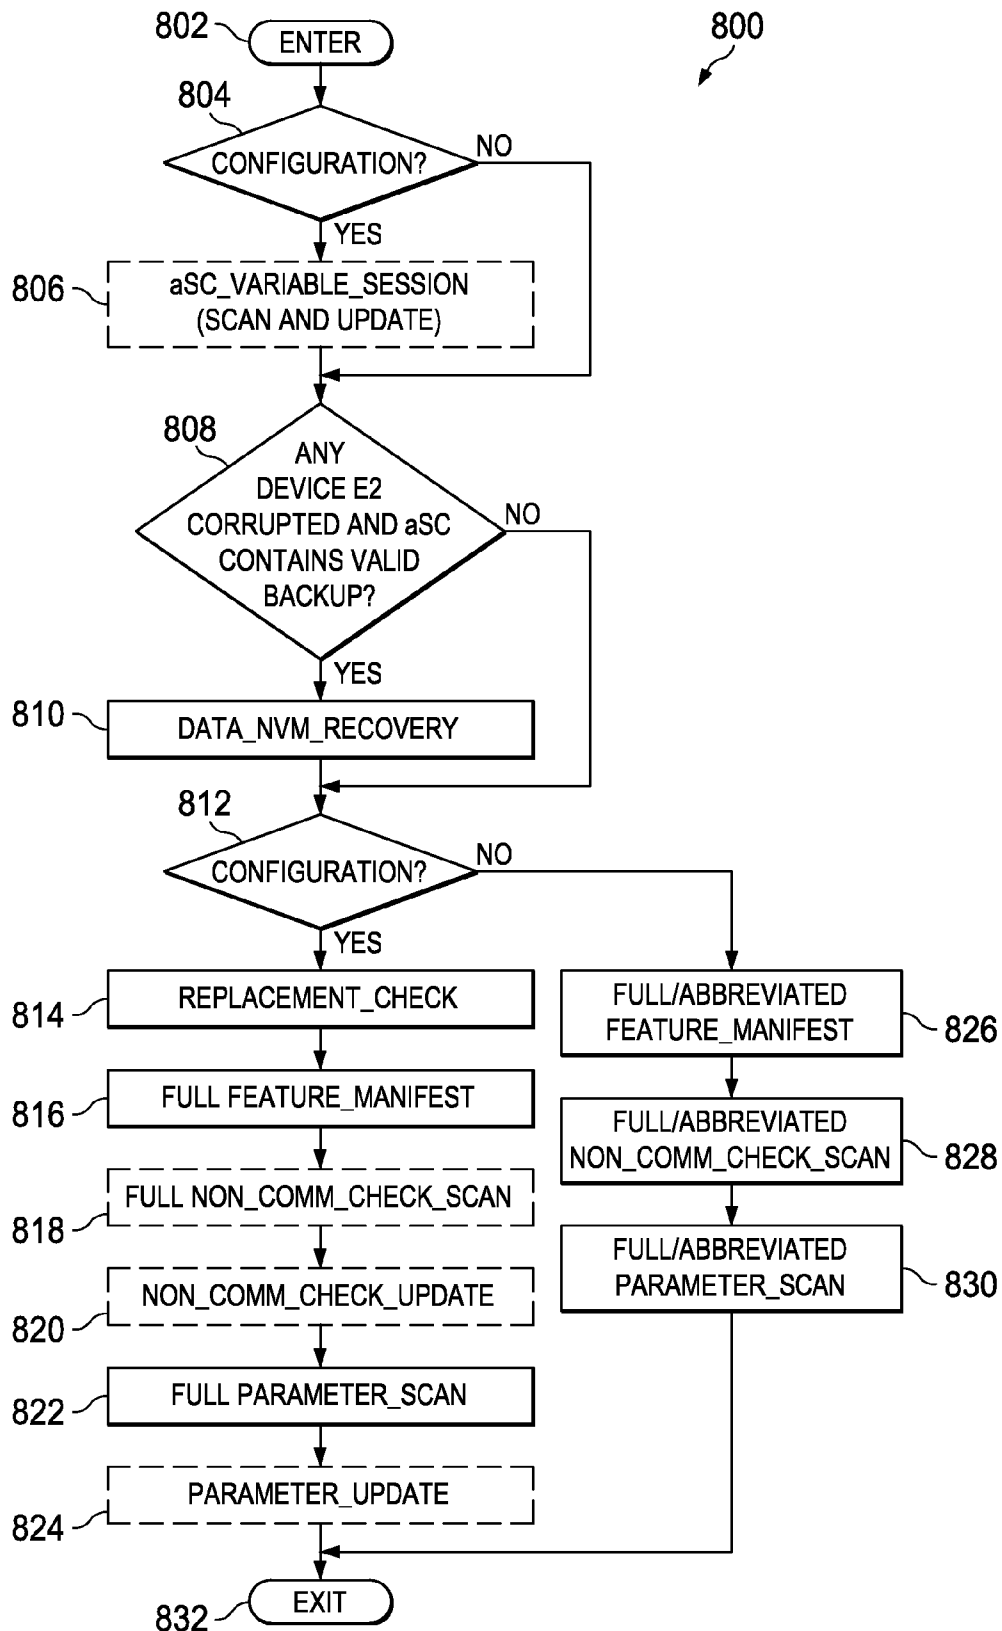 802
ENTER
800
804
CONFIGURATION?
NO
YES
806
aSC_VARIABLE_SESSION
(SCAN AND UPDATE)
808
ANY
DEVICE E2
CORRUPTED AND aSC
CONTAINS VALID
BACKUP?
NO
YES
810
DATA_NVM_RECOVERY
812
CONFIGURATION?
NO
YES
814
REPLACEMENT_CHECK
816
FULL FEATURE_MANIFEST
818
FULL NON_COMM_CHECK_SCAN
820
NON_COMM_CHECK_UPDATE
822
FULL PARAMETER_SCAN
824
PARAMETER_UPDATE
FULL/ABBREVIATED
FEATURE_MANIFEST
826
FULL/ABBREVIATED
NON_COMM_CHECK_SCAN
828
FULL/ABBREVIATED
PARAMETER_SCAN
830
832
EXIT